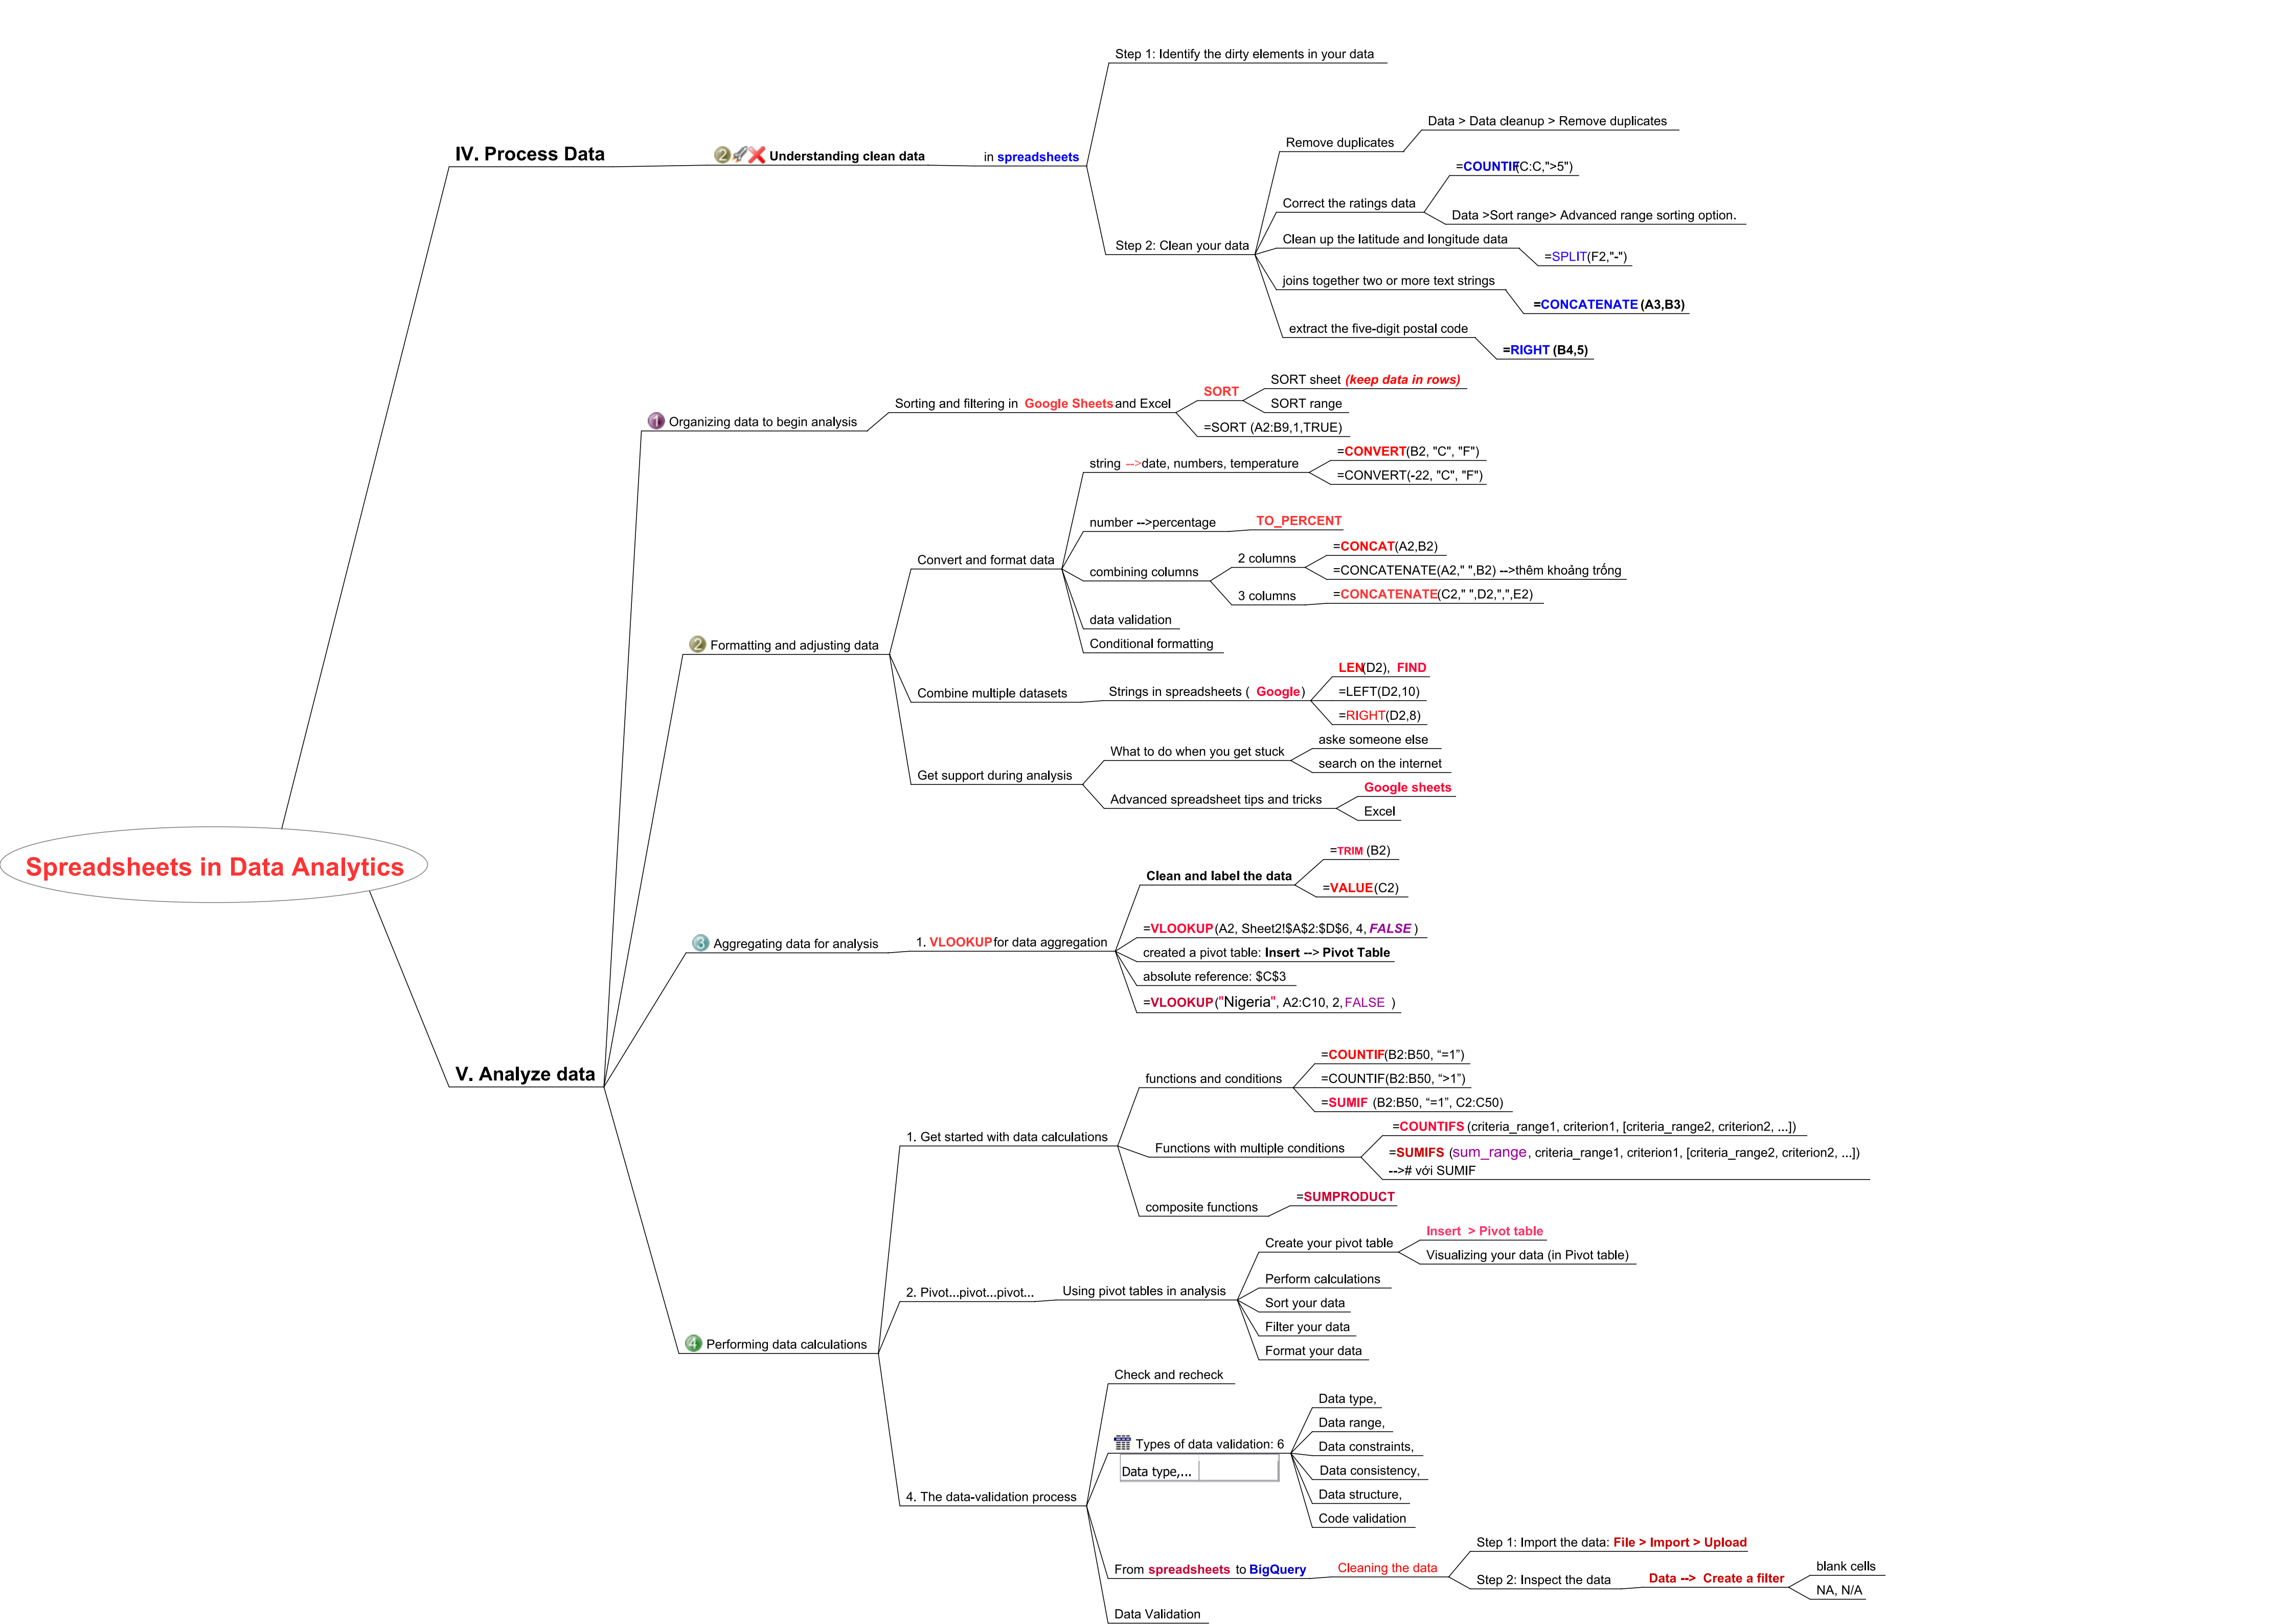 Spreadsheets in Data Analytics
IV. Process Data
2 Understanding clean data
in spreadsheets
Step 1: Identify the dirty elements in your data
Step 2: Clean your data
Remove duplicates
Data > Data cleanup > Remove duplicates
Correct the ratings data
=COUNTIF(C:C,">5")
Data >Sort range> Advanced range sorting option.
Clean up the latitude and longitude data
=SPLIT(F2,"-")
joins together two or more text strings
=CONCATENATE (A3,B3)
extract the five-digit postal code
=RIGHT (B4,5)
V. Analyze data
1 Organizing data to begin analysis
Sorting and filtering in Google Sheets and Excel
SORT
SORT sheet (keep data in rows)
SORT range
=SORT (A2:B9,1,TRUE)
2 Formatting and adjusting data
Convert and format data
string -->date, numbers, temperature
=CONVERT(B2, "C", "F")
=CONVERT(-22, "C", "F")
number -->percentage
TO_PERCENT
combining columns
2 columns
=CONCAT(A2,B2)
=CONCATENATE(A2," ",B2) -->thêm khoảng trống
3 columns
=CONCATENATE(C2," ",D2,",",E2)
data validation
Conditional formatting
Combine multiple datasets
Strings in spreadsheets ( Google)
LEN(D2), FIND
=LEFT(D2,10)
=RIGHT(D2,8)
Get support during analysis
What to do when you get stuck
aske someone else
search on the internet
Advanced spreadsheet tips and tricks
Google sheets
Excel
3 Aggregating data for analysis
1. VLOOKUP for data aggregation
Clean and label the data
=TRIM (B2)
=VALUE(C2)
=VLOOKUP(A2, Sheet2!$A$2:$D$6, 4, FALSE )
created a pivot table: Insert --> Pivot Table
absolute reference: $C$3
=VLOOKUP("Nigeria", A2:C10, 2, FALSE )
4 Performing data calculations
1. Get started with data calculations
functions and conditions
=COUNTIF(B2:B50, “=1”)
=COUNTIF(B2:B50, “>1”)
=SUMIF (B2:B50, “=1”, C2:C50)
Functions with multiple conditions
=COUNTIFS (criteria_range1, criterion1, [criteria_range2, criterion2, ...])
=SUMIFS (sum_range, criteria_range1, criterion1, [criteria_range2, criterion2, ...])
--># với SUMIF
composite functions
=SUMPRODUCT
2. Pivot...pivot...pivot...
Using pivot tables in analysis
Create your pivot table
Insert > Pivot table
Visualizing your data (in Pivot table)
Perform calculations
Sort your data
Filter your data
Format your data
4. The data-validation process
Check and recheck
Types of data validation: 6
Data type,...
Data type,
Data range,
Data constraints,
Data consistency,
Data structure,
Code validation
From spreadsheets to BigQuery
Cleaning the data
Step 1: Import the data: File > Import > Upload
Step 2: Inspect the data
Data --> Create a filter
blank cells
NA, N/A
Data Validation